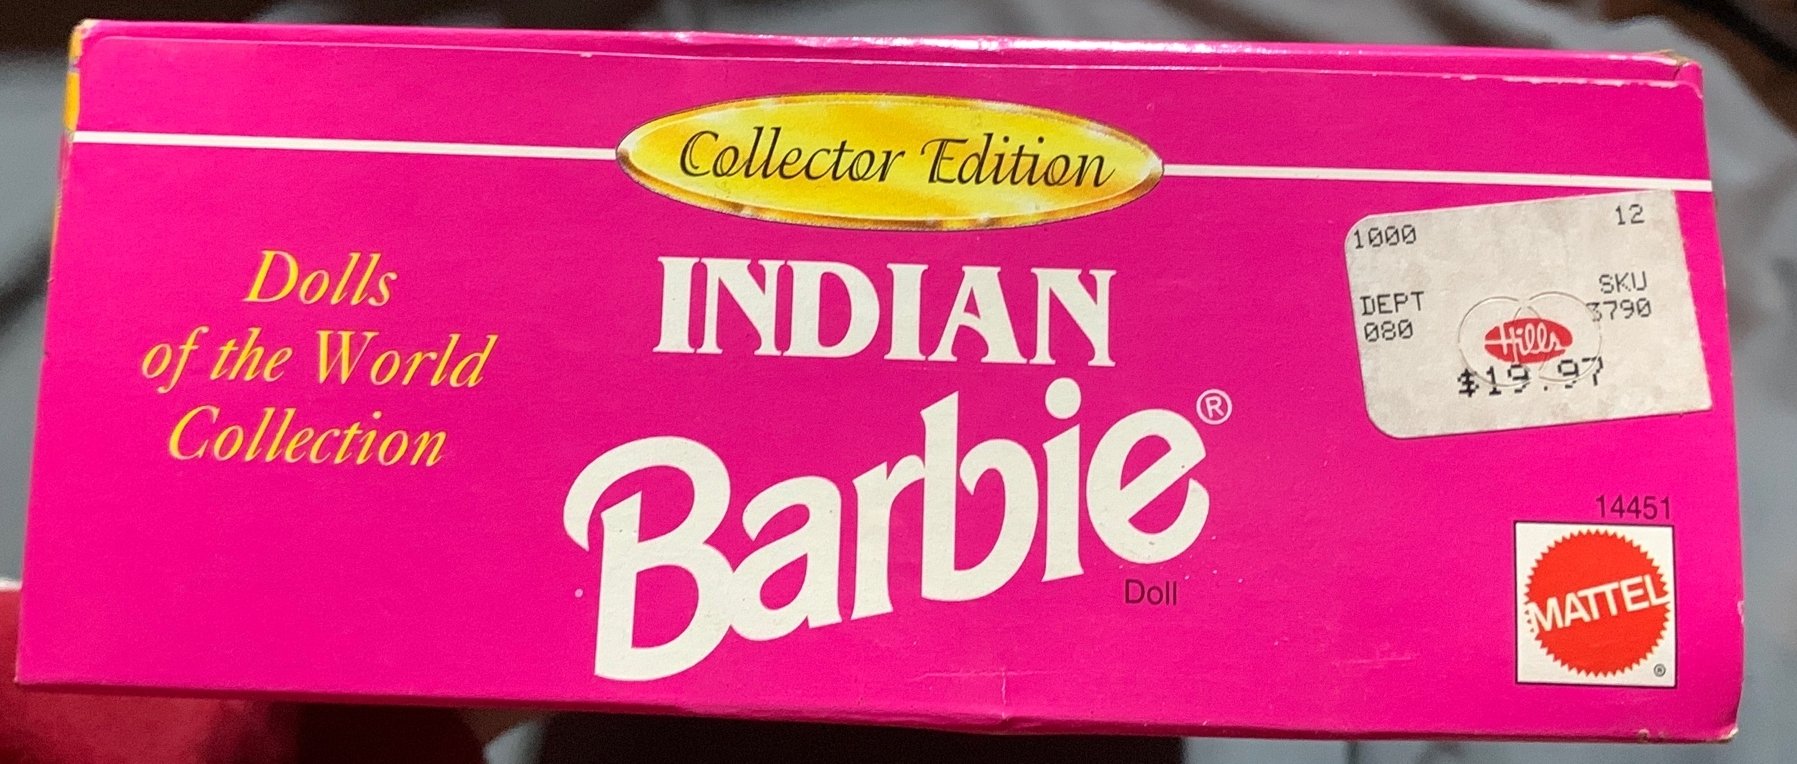 Collector Edition
Dolls
of the World
Collection
INDIAN
Barbie®
Doll
1000 12
DEPT SKU
080 3790
Hills
$19.97
14451
MATTEL
®